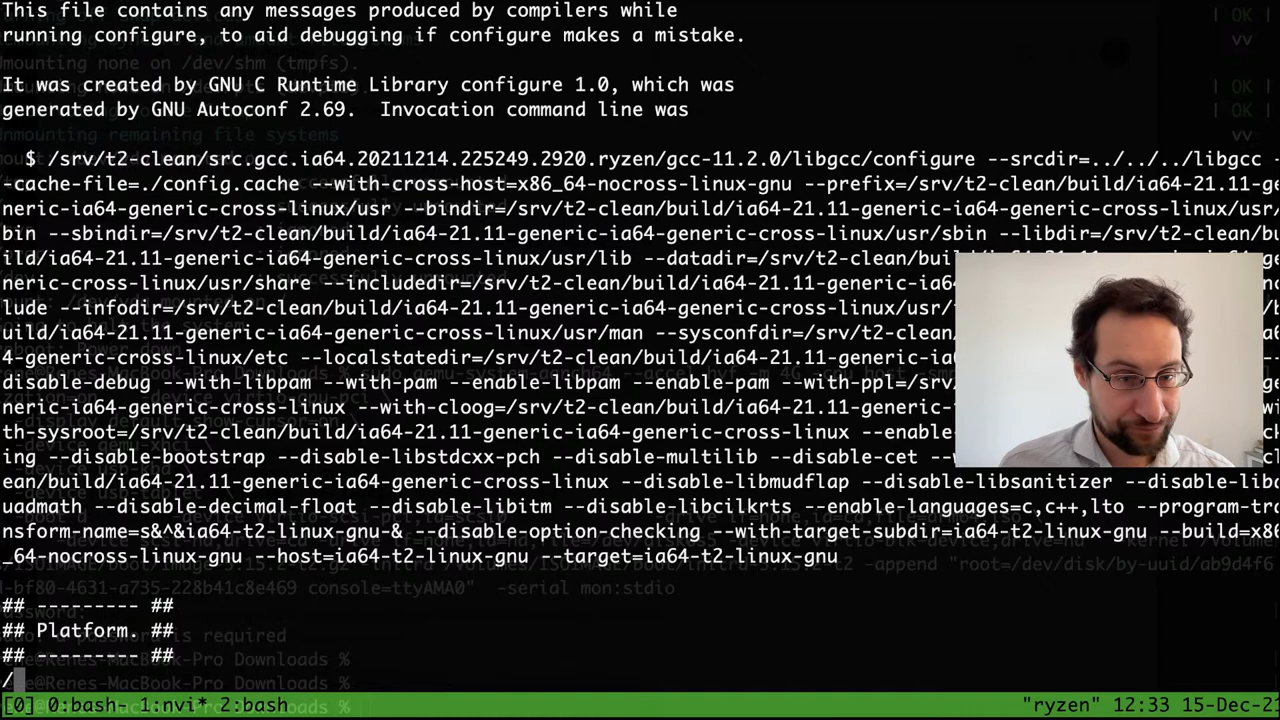 This file contains any messages produced by compilers while
running configure, to aid debugging if configure makes a mistake.
It was created by GNU C Runtime Library configure 1.0, which was
generated by GNU Autoconf 2.69.  Invocation command line was
$ /srv/t2-clean/src.gcc.ia64.20211214.225249.2920.ryzen/gcc-11.2.0/libgcc/configure --srcdir=../../../libgcc -
-cache-file=./config.cache --with-cross-host=x86_64-nocross-linux-gnu --prefix=/srv/t2-clean/build/ia64-21.11-ge
neric-ia64-generic-cross-linux/usr --bindir=/srv/t2-clean/build/ia64-21.11-generic-ia64-generic-cross-linux/usr/
bin --sbindir=/srv/t2-clean/build/ia64-21.11-generic-ia64-generic-cross-linux/usr/sbin --libdir=/srv/t2-clean/bu
ild/ia64-21.11-generic-ia64-generic-cross-linux/usr/lib --datadir=/srv/t2-clean/buil
neric-cross-linux/usr/share --includedir=/srv/t2-clean/build/ia64-21.11-generic-ia64
lude --infodir=/srv/t2-clean/build/ia64-21.11-generic-ia64-generic-cross-linux/usr/
build/ia64-21.11-generic-ia64-generic-cross-linux/usr/man --sysconfdir=/srv/t2-clean
4-generic-cross-linux/etc --localstatedir=/srv/t2-clean/build/ia64-21.11-generic-ia6
disable-debug --with-libpam --with-pam --enable-libpam --enable-pam --with-ppl=/srv/
neric-ia64-generic-cross-linux --with-cloog=/srv/t2-clean/build/ia64-21.11-generic-i
th-sysroot=/srv/t2-clean/build/ia64-21.11-generic-ia64-generic-cross-linux --enable-
ing --disable-bootstrap --disable-libstdcxx-pch --disable-multilib --disable-cet --w
ean/build/ia64-21.11-generic-cross-linux --disable-libmudflap --disable-libsanitizer --disable-libq
uadmath --disable-decimal-float --disable-libitm --disable-libcilkrts --enable-languages=c,c++,lto --program-tra
nsform-name=s&^&ia64-t2-linux-gnu-& --disable-option-checking --with-target-subdir=ia64-t2-linux-gnu --build=x86
_64-nocross-linux-gnu --host=ia64-t2-linux-gnu --target=ia64-t2-linux-gnu
## --------- ##
## Platform. ##
## --------- ##
/
[0] 0:bash- 1:nvi* 2:bash "ryzen" 12:33 15-Dec-21